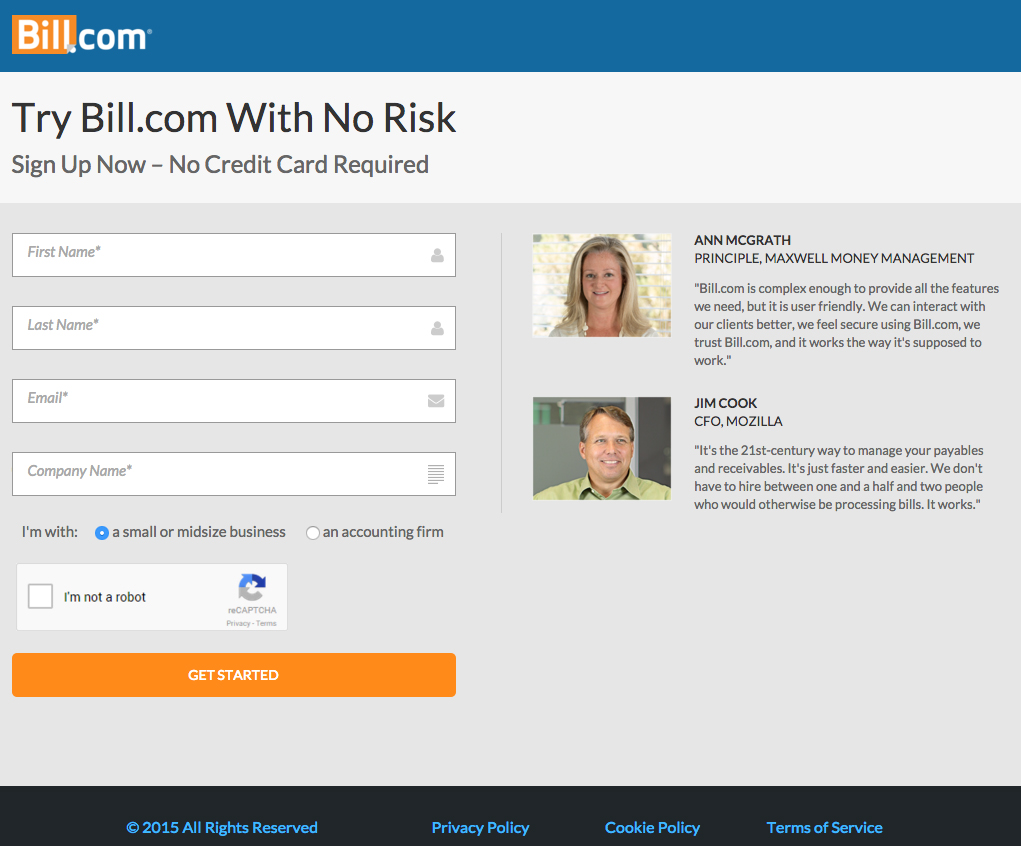 Bill.com
Try Bill.com With No Risk
Sign Up Now – No Credit Card Required
First Name*
Last Name*
Email*
Company Name*
I'm with: a small or midsize business an accounting firm
I'm not a robot
reCAPTCHA
Privacy - Terms
GET STARTED
ANN MCGRATH
PRINCIPLE, MAXWELL MONEY MANAGEMENT
"Bill.com is complex enough to provide all the features
we need, but it is user friendly. We can interact with
our clients better, we feel secure using Bill.com, we
trust Bill.com, and it works the way it's supposed to
work."
JIM COOK
CFO, MOZILLA
"It's the 21st-century way to manage your payables
and receivables. It's just faster and easier. We don't
have to hire between one and a half and two people
who would otherwise be processing bills. It works."
© 2015 All Rights Reserved Privacy Policy Cookie Policy Terms of Service